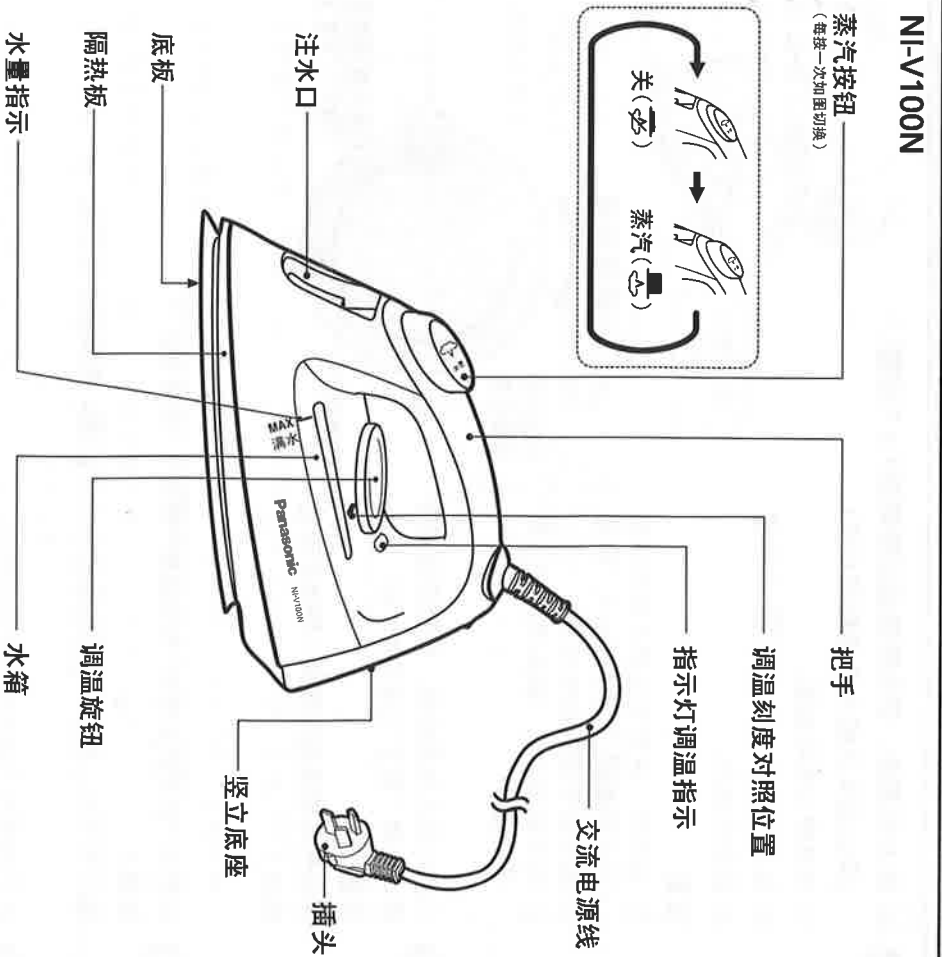 NI-V100N
蒸汽按钮
（每按一次如图切换）
关（）
蒸汽（）
注水口
底板
隔热板
水量指示
把手
调温刻度对照位置
指示灯调温指示
交流电源线
MAX
满水
Panasonic
NI-V100N
插头
竖立底座
调温旋钮
水箱